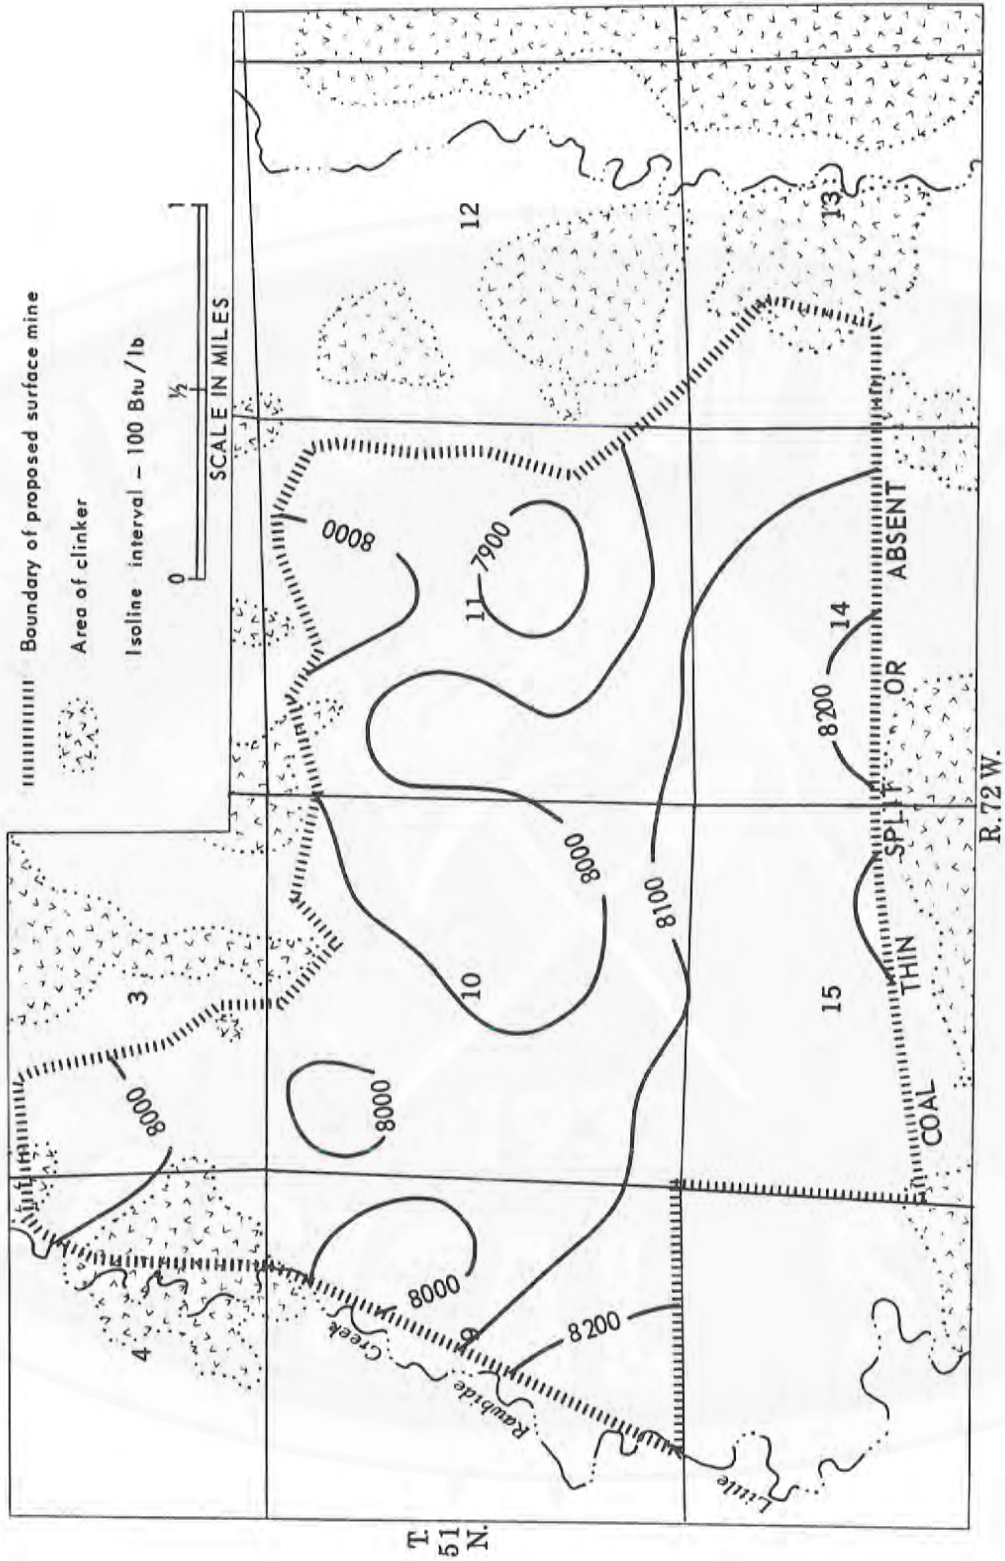 Boundary of proposed surface mine
Area of clinker
Isoline interval – 100 Btu/lb
0 ½ 1
SCALE IN MILES
3
4
12
11
10
9
13
14
15
8000
8000
8000
8000
8000
7900
8100
8200
8200
Little Rawhide Creek
COAL THIN SPLIT OR ABSENT
T.
51
N.
R. 72 W.